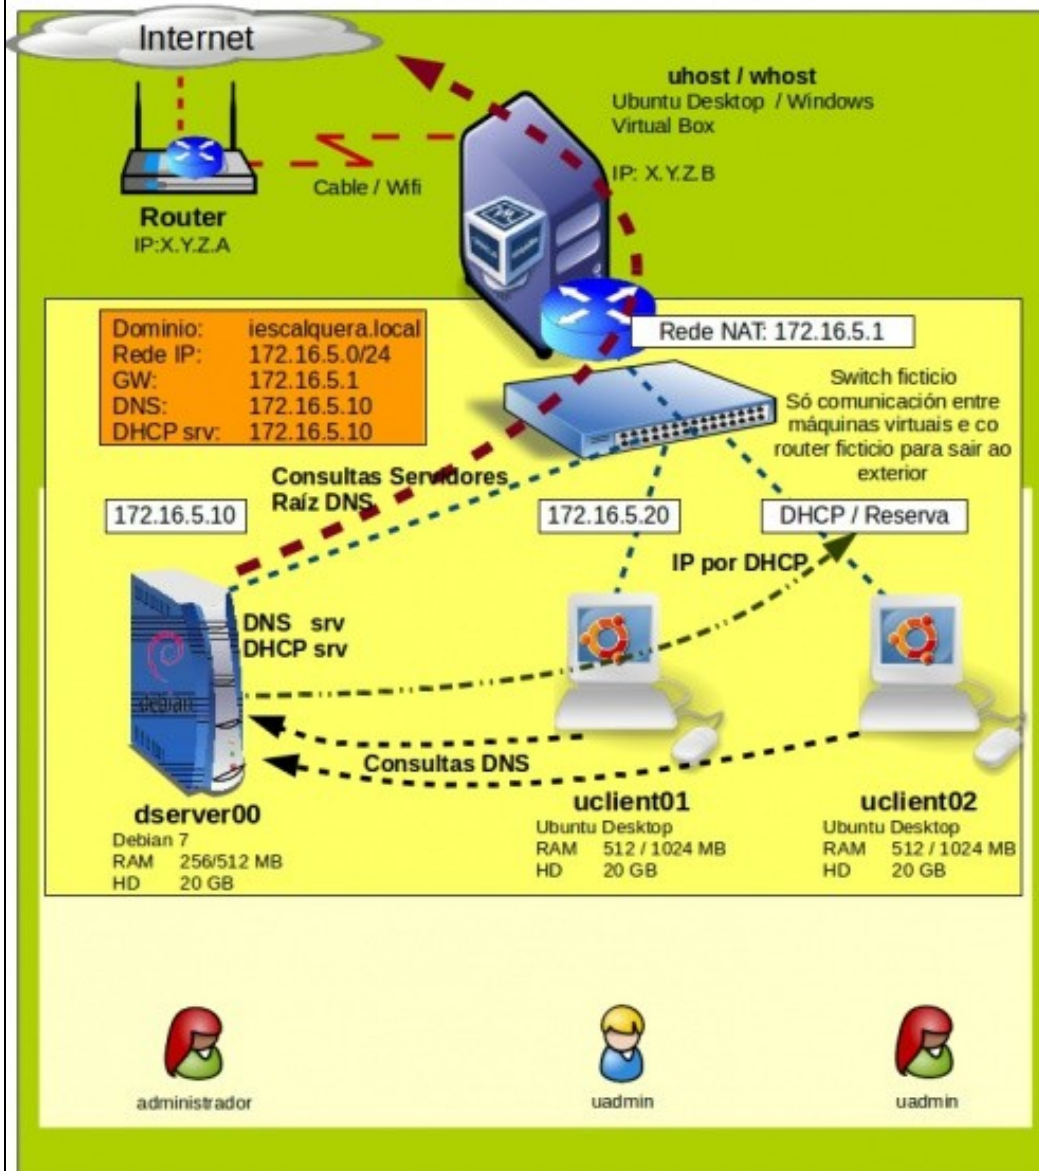 Internet
uhost / whost
Ubuntu Desktop / Windows
Virtual Box
IP: X.Y.Z.B
Cable / Wifi
Router
IP:X.Y.Z.A
Dominio: iescalquera.local
Rede IP: 172.16.5.0/24
GW: 172.16.5.1
DNS: 172.16.5.10
DHCP srv: 172.16.5.10
Rede NAT: 172.16.5.1
Switch ficticio
Só comunicación entre
máquinas virtuais e co
router ficticio para sair ao
exterior
Consultas Servidores
Raíz DNS
172.16.5.10
172.16.5.20
DHCP / Reserva
IP por DHCP
DNS srv
DHCP srv
debian
Consultas DNS
dserver00
Debian 7
RAM 256/512 MB
HD 20 GB
uclient01
Ubuntu Desktop
RAM 512 / 1024 MB
HD 20 GB
uclient02
Ubuntu Desktop
RAM 512 / 1024 MB
HD 20 GB
administrador
uadmin
uadmin